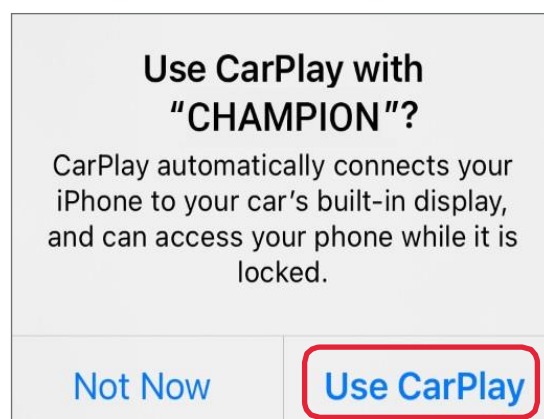 Use CarPlay with
“CHAMPION”?
CarPlay automatically connects your
iPhone to your car’s built-in display,
and can access your phone while it is
locked.
Not Now
Use CarPlay